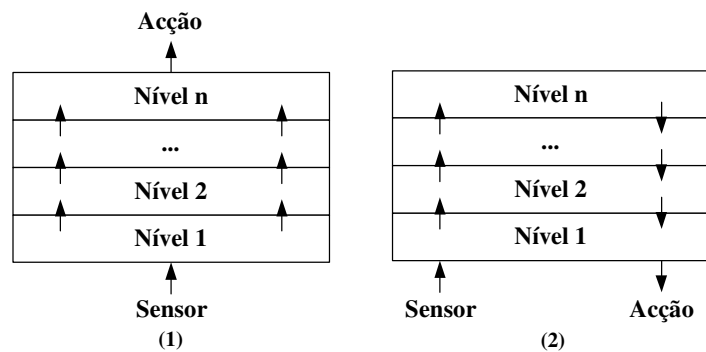 Acção
Nível n
...
Nível 2
Nível 1
Sensor
(1)
Nível n
...
Nível 2
Nível 1
Sensor
Acção
(2)